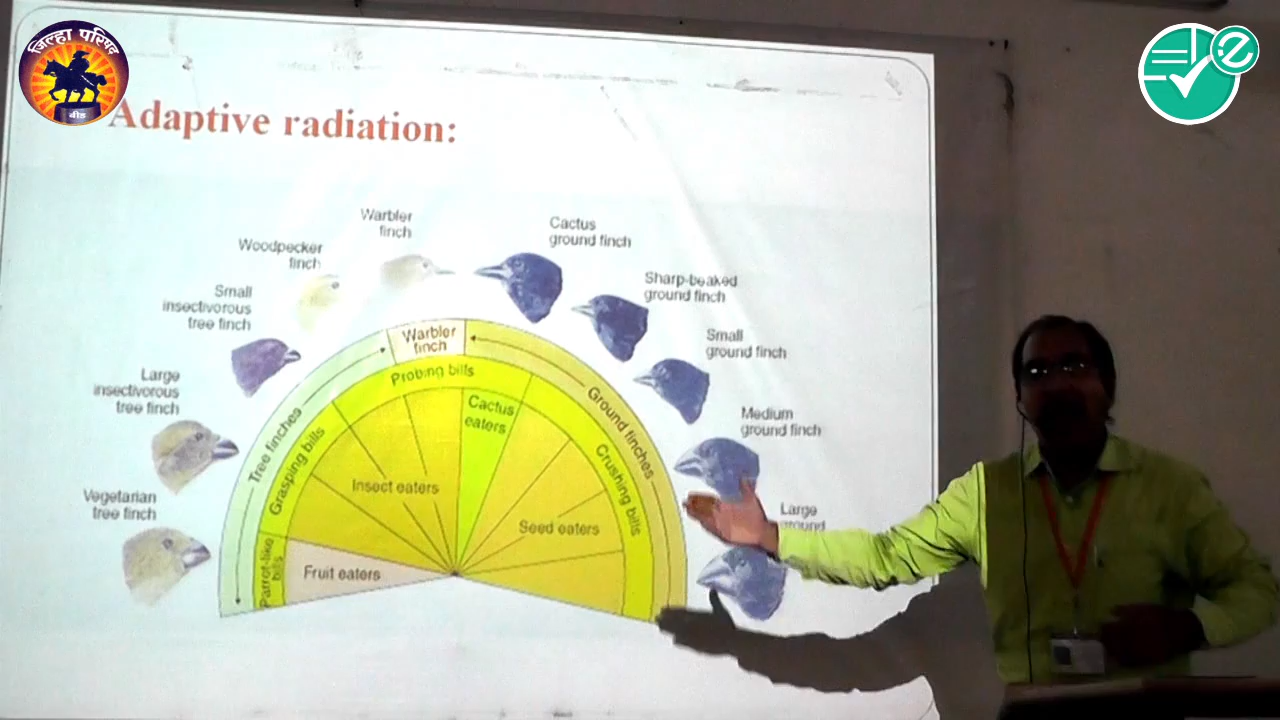 जिल्हा परिषद
बीड
Adaptive radiation:
Warbler
finch
Cactus
ground finch
Woodpecker
finch
Sharp-beaked
ground finch
Small
insectivorous
tree finch
Small
ground finch
Large
insectivorous
tree finch
Medium
ground finch
Vegetarian
tree finch
Large
ground
Warbler
finch
Probing bills
Tree finches
Grasping bills
Cactus
eaters
Ground finches
Crushing bills
Insect eaters
Seed eaters
Parrot-like
bills
Fruit eaters
e